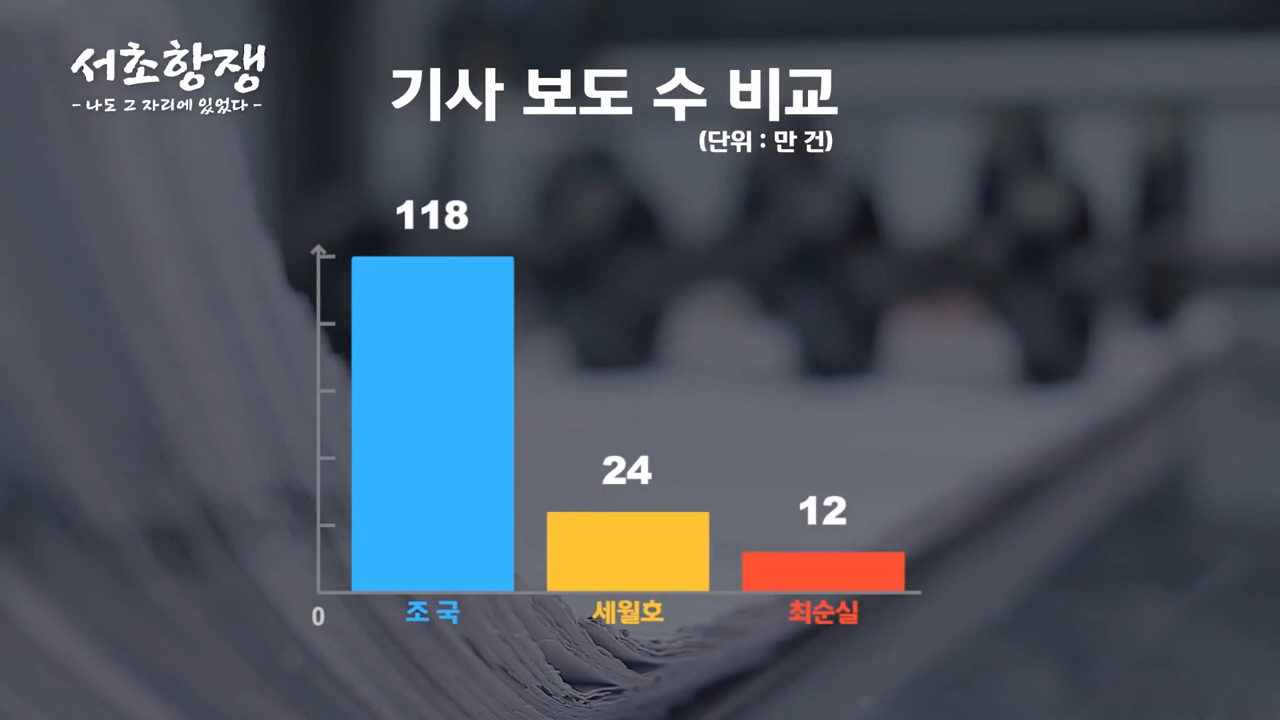 서초항쟁
- 나도 그 자리에 있었다 -
기사 보도 수 비교
(단위 : 만 건)
118
24
12
0
조 국
세월호
최순실